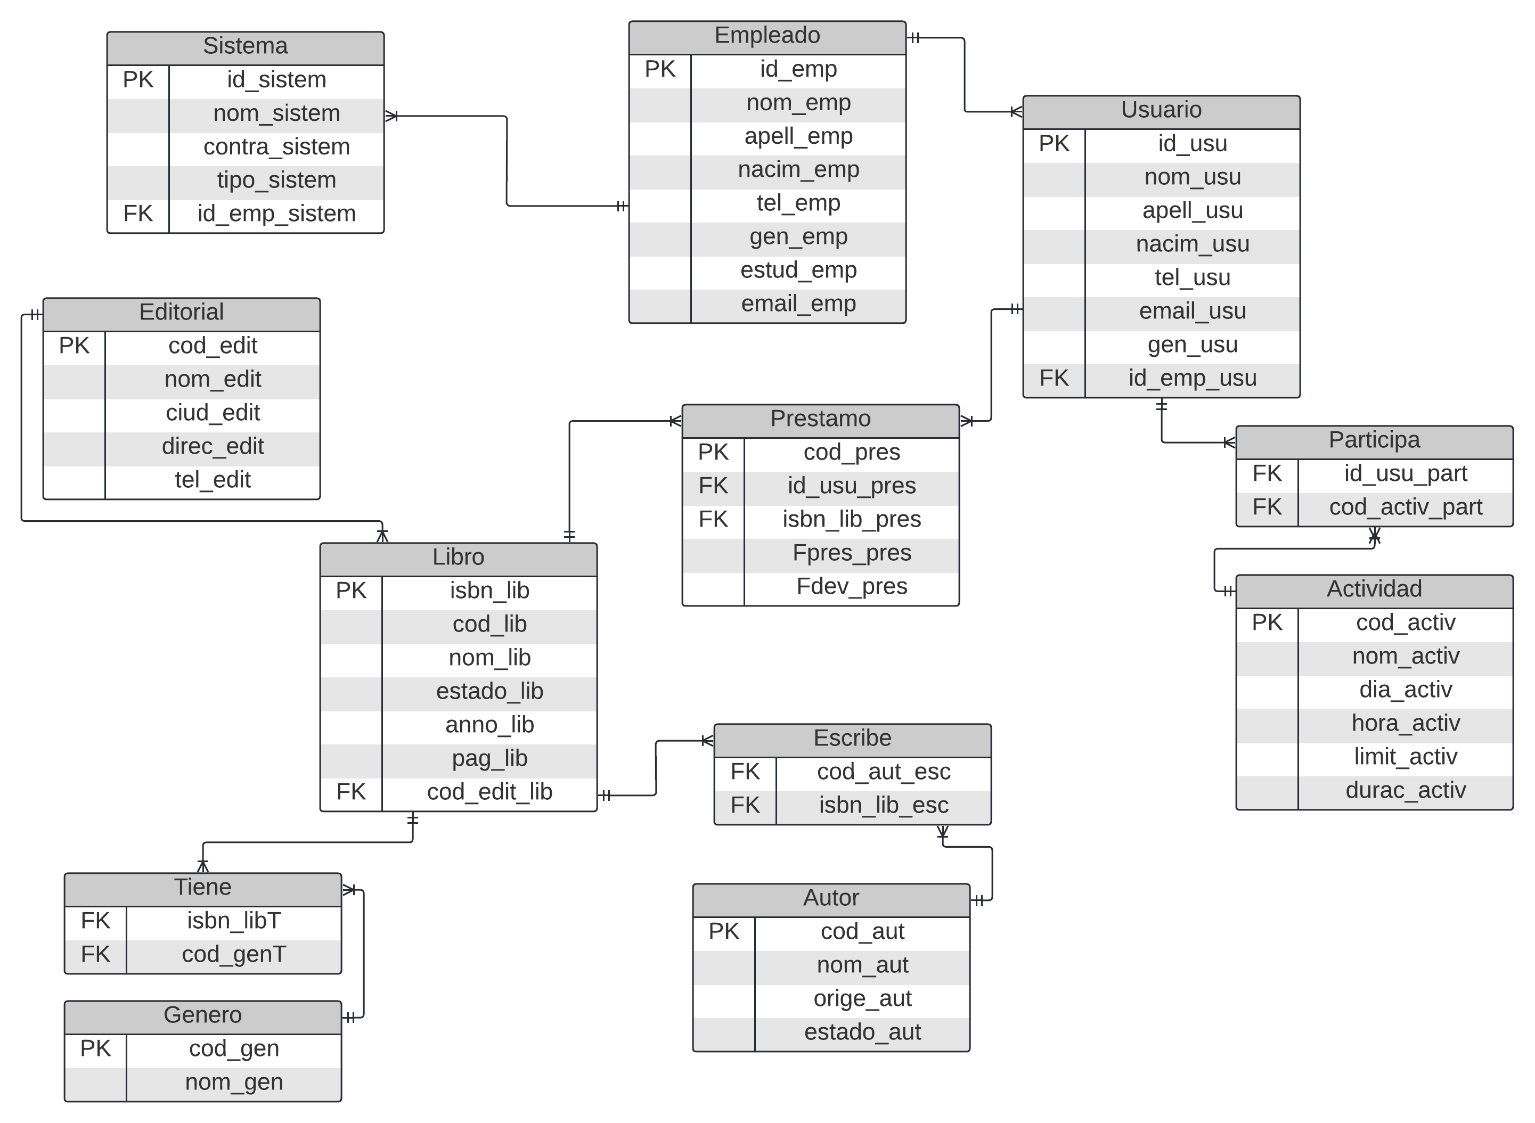 Sistema
PK id_sistem
nom_sistem
contra_sistem
tipo_sistem
FK id_emp_sistem
Empleado
PK id_emp
nom_emp
apell_emp
nacim_emp
tel_emp
gen_emp
estud_emp
email_emp
Usuario
PK id_usu
nom_usu
apell_usu
nacim_usu
tel_usu
email_usu
gen_usu
FK id_emp_usu
Editorial
PK cod_edit
nom_edit
ciud_edit
direc_edit
tel_edit
Prestamo
PK cod_pres
FK id_usu_pres
FK isbn_lib_pres
Fpres_pres
Fdev_pres
Participa
FK id_usu_part
FK cod_activ_part
Libro
PK isbn_lib
cod_lib
nom_lib
estado_lib
anno_lib
pag_lib
FK cod_edit_lib
Actividad
PK cod_activ
nom_activ
dia_activ
hora_activ
limit_activ
durac_activ
Escribe
FK cod_aut_esc
FK isbn_lib_esc
Tiene
FK isbn_libT
FK cod_genT
Autor
PK cod_aut
nom_aut
orige_aut
estado_aut
Genero
PK cod_gen
nom_gen